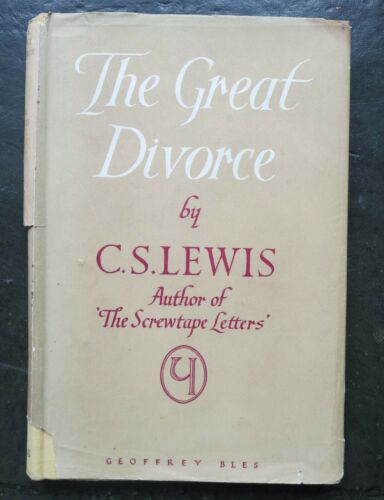 The Great
Divorce
by
C.S.LEWIS
Author of
'The Screwtape Letters'
GEOFFREY BLES